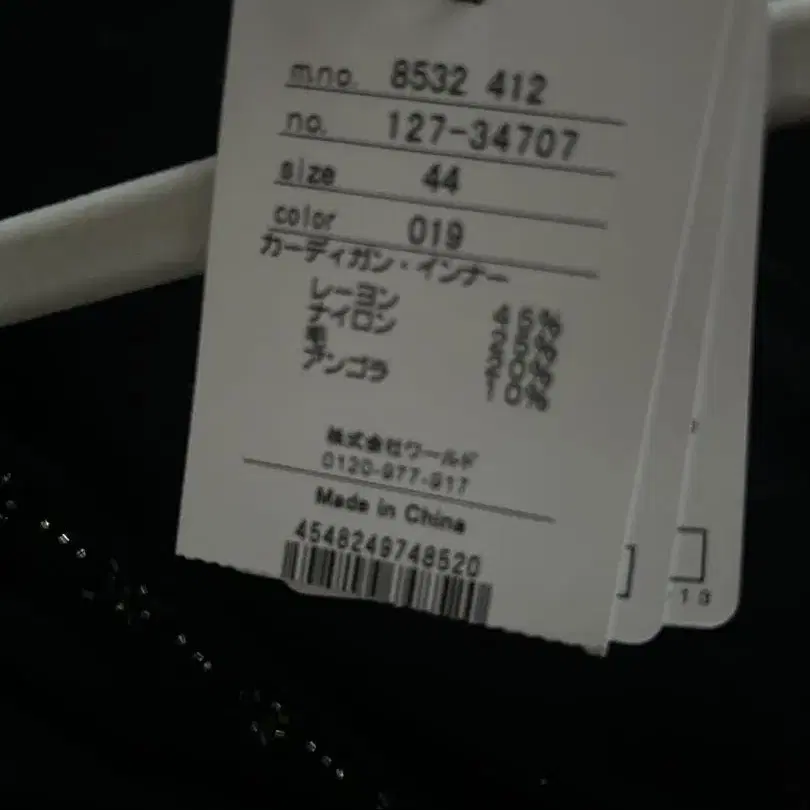 m.no. 8532 412
no. 127-34707
size 44
color 019
カーディガン・インナー
レーヨン 45%
ナイロン 25%
毛 20%
アンゴラ 10%
株式会社ワールド
0120-977-917
Made in China
4548249748520
13